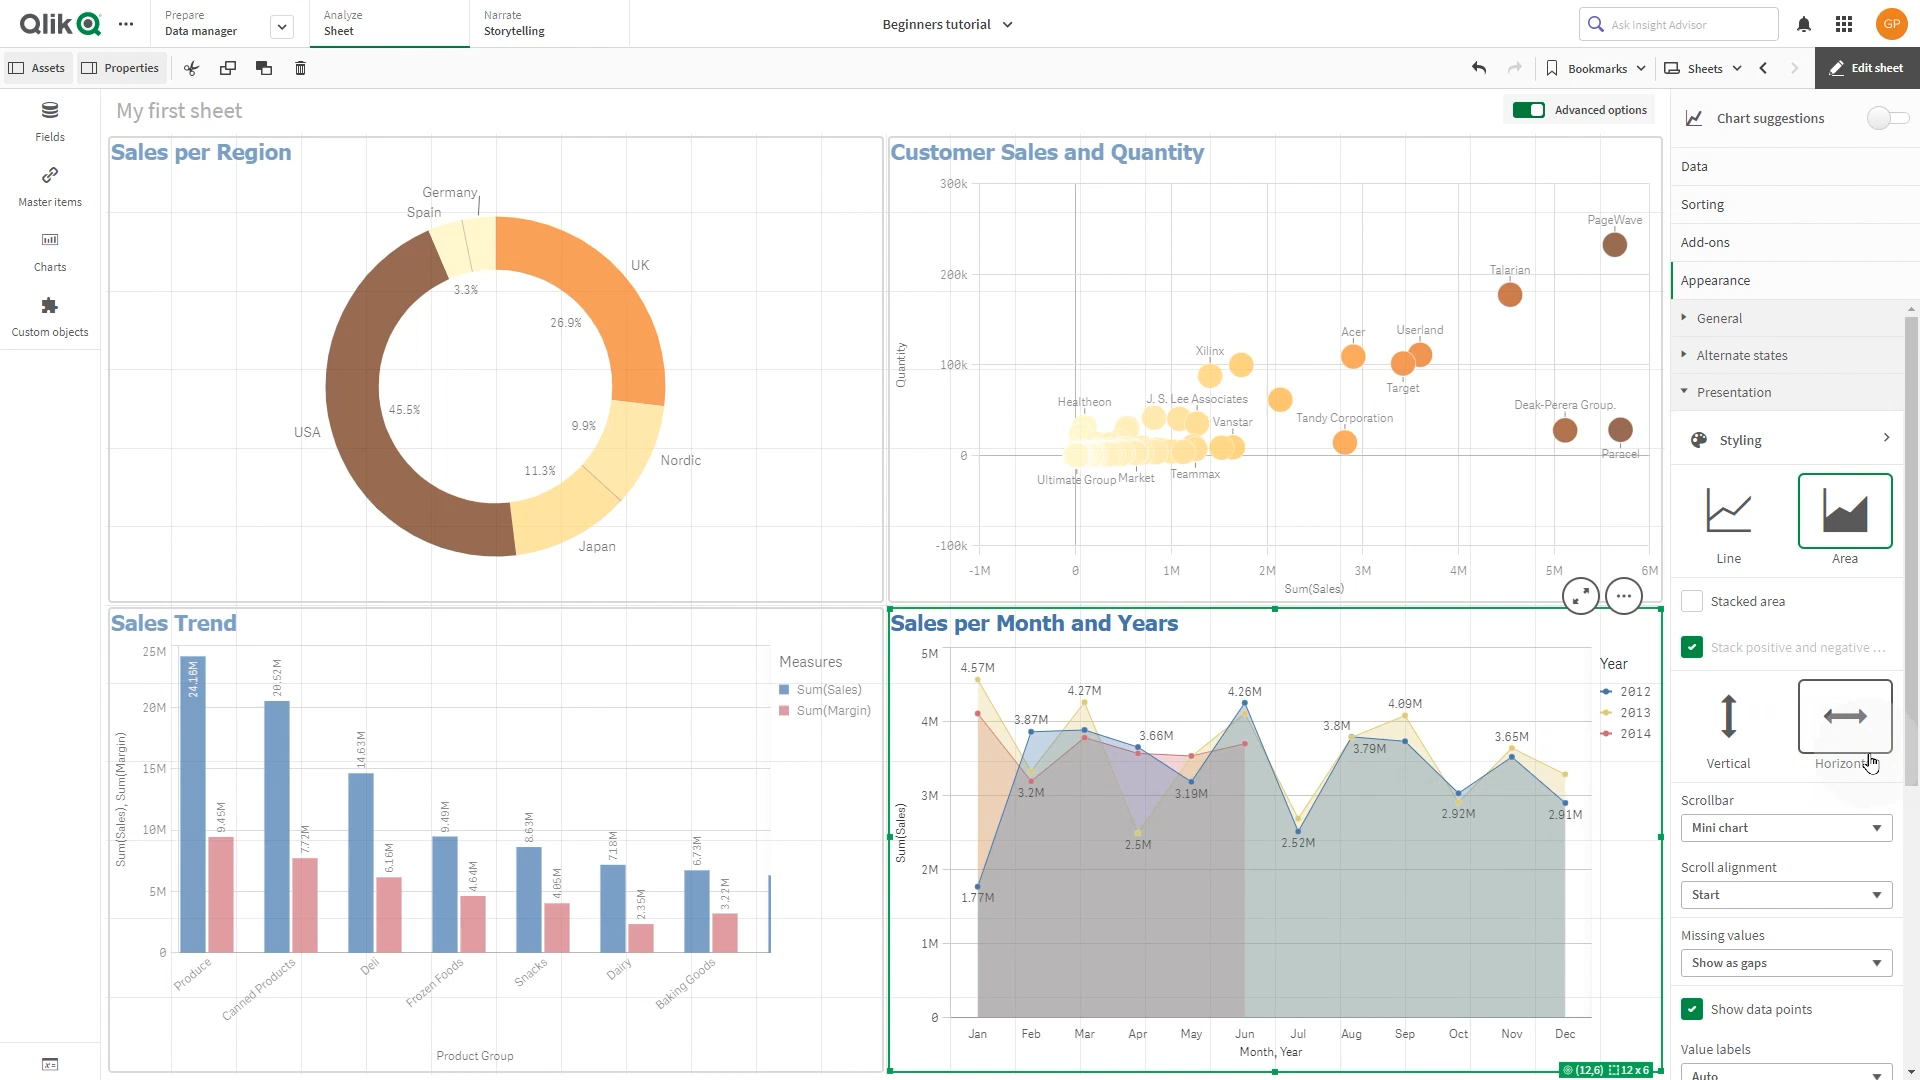 Qlik
Prepare
Data manager
Analyze
Sheet
Narrate
Storytelling
Beginners tutorial
Ask Insight Advisor
GP
Assets
Properties
Bookmarks
Sheets
Edit sheet
Fields
Master items
Charts
Custom objects
My first sheet
Advanced options
Sales per Region
Germany
Spain
UK
3.3%
26.9%
45.5%
9.9%
USA
11.3%
Nordic
Japan
Customer Sales and Quantity
300k
200k
100k
0
-100k
Quantity
PageWave
Talarian
Acer
Userland
Xilinx
Target
Healtheon
J. S. Lee Associates
Vanstar
Tandy Corporation
Deak-Perera Group.
Paracel
Ultimate Group
Market
Teammax
-1M
0
1M
2M
3M
4M
5M
6M
Sum(Sales)
Sales Trend
25M
20M
15M
10M
5M
0
Sum(Sales), Sum(Margin)
24.16M
9.45M
20.52M
7.72M
14.63M
6.16M
9.49M
4.64M
8.63M
4.05M
7.18M
2.35M
6.73M
3.22M
Produce
Canned Products
Deli
Frozen Foods
Snacks
Dairy
Baking Goods
Product Group
Measures
Sum(Sales)
Sum(Margin)
Sales per Month and Years
5M
4M
3M
2M
1M
0
Sum(Sales)
4.57M
3.87M
4.27M
3.66M
4.26M
3.8M
4.09M
3.79M
3.65M
3.2M
3.19M
2.5M
2.52M
2.92M
2.91M
1.77M
Jan
Feb
Mar
Apr
May
Jun
Jul
Aug
Sep
Oct
Nov
Dec
Month, Year
Year
2012
2013
2014
(12,6) 12 x 6
Chart suggestions
Data
Sorting
Add-ons
Appearance
General
Alternate states
Presentation
Styling
Line
Area
Stacked area
Stack positive and negative ...
Vertical
Horizont
Scrollbar
Mini chart
Scroll alignment
Start
Missing values
Show as gaps
Show data points
Value labels
Auto